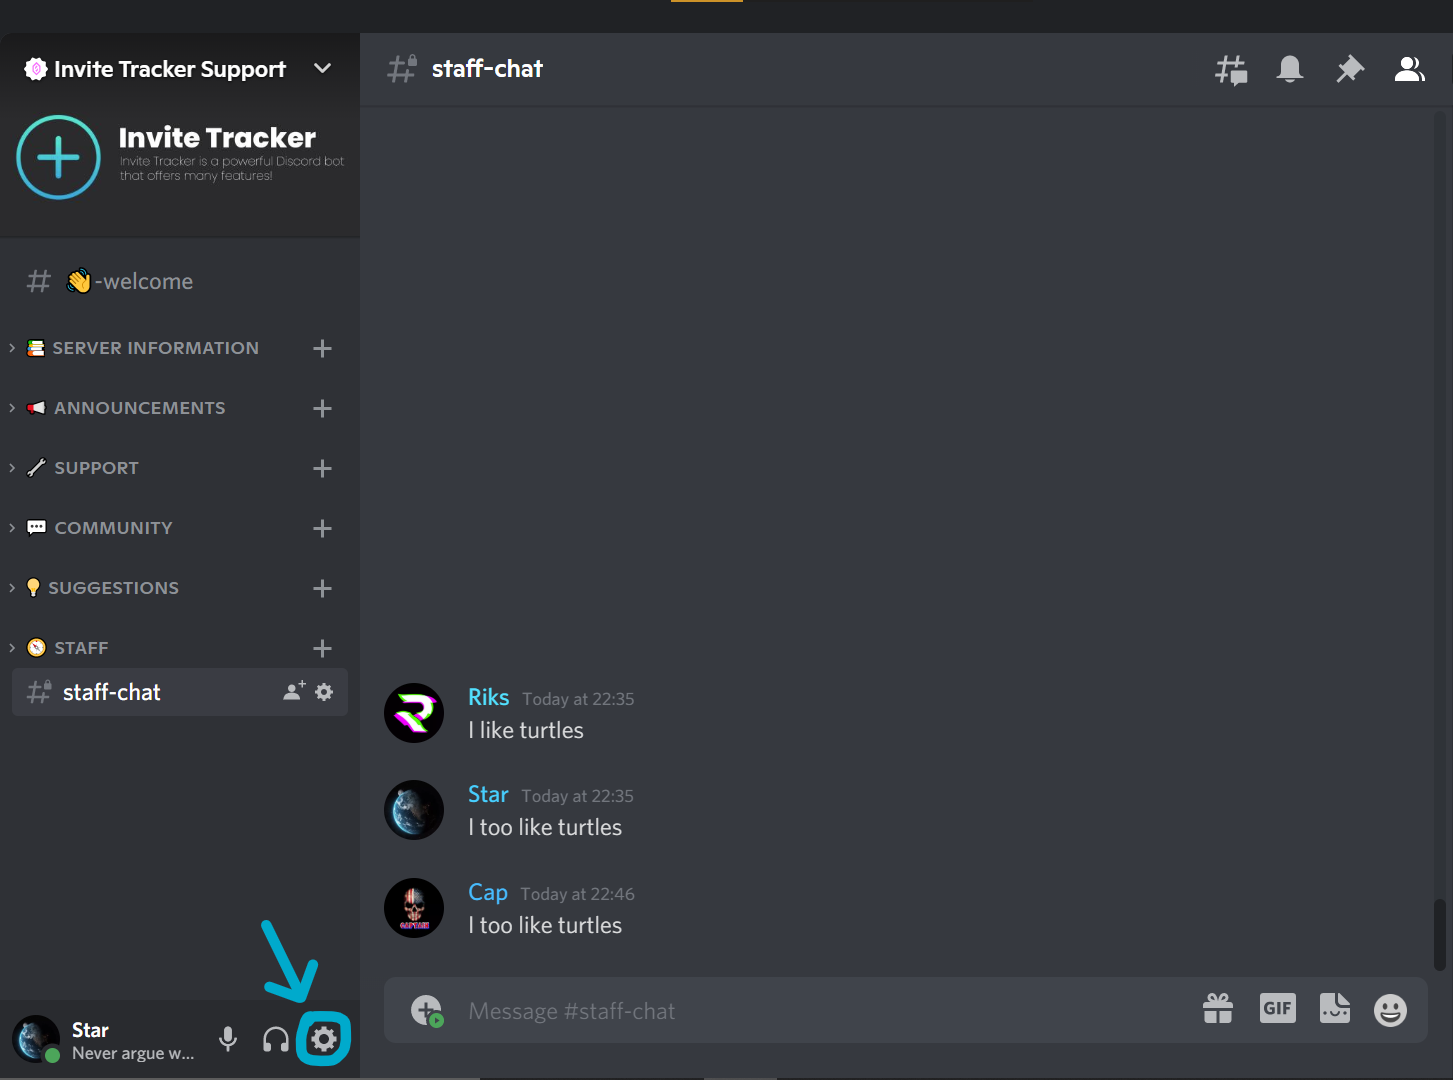 Invite Tracker Support
Invite Tracker
Invite Tracker is a powerful Discord bot
that offers many features!
👋-welcome
SERVER INFORMATION
ANNOUNCEMENTS
SUPPORT
COMMUNITY
SUGGESTIONS
STAFF
staff-chat
Star
Never argue w...
staff-chat
Riks Today at 22:35
I like turtles
Star Today at 22:35
I too like turtles
Cap Today at 22:46
I too like turtles
Message #staff-chat
GIF